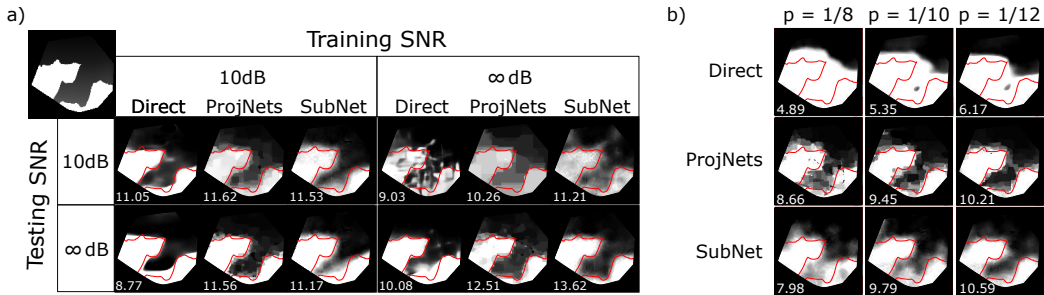 a)
Training SNR
10dB
∞ dB
Direct ProjNets SubNet Direct ProjNets SubNet
Testing SNR
10dB
11.05 11.62 11.53 9.03 10.26 11.21
∞ dB
8.77 11.56 11.17 10.08 12.51 13.62
b)
p = 1/8 p = 1/10 p = 1/12
Direct
4.89 5.35 6.17
ProjNets
8.66 9.45 10.21
SubNet
7.98 9.79 10.59